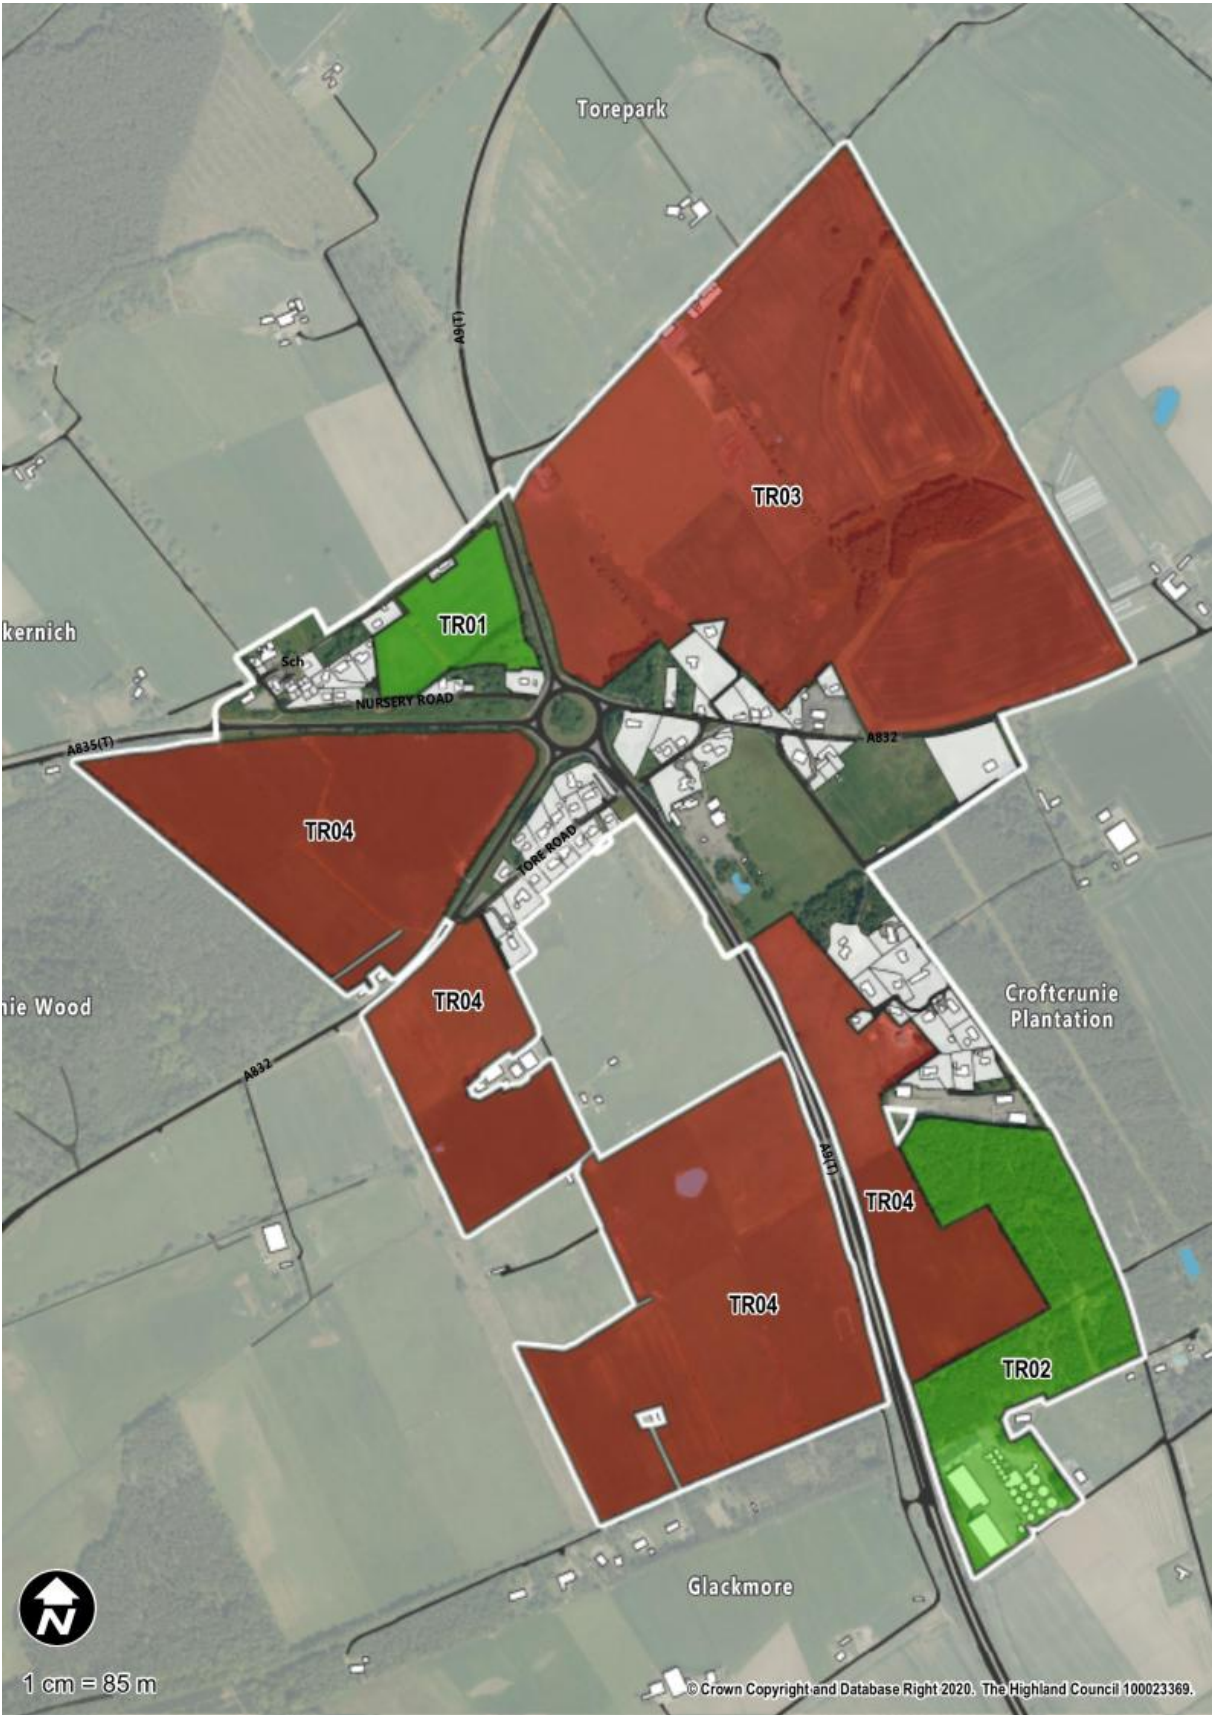 Torepark
A9(T)
TR03
TR01
kernich
Sch
NURSERY ROAD
A835(T)
A832
TR04
TORE ROAD
TR04
nie Wood
Croftcrunie
Plantation
A832
A9(T)
TR04
TR04
TR02
Glackmore
N
1 cm = 85 m
© Crown Copyright and Database Right 2020. The Highland Council 100023369.